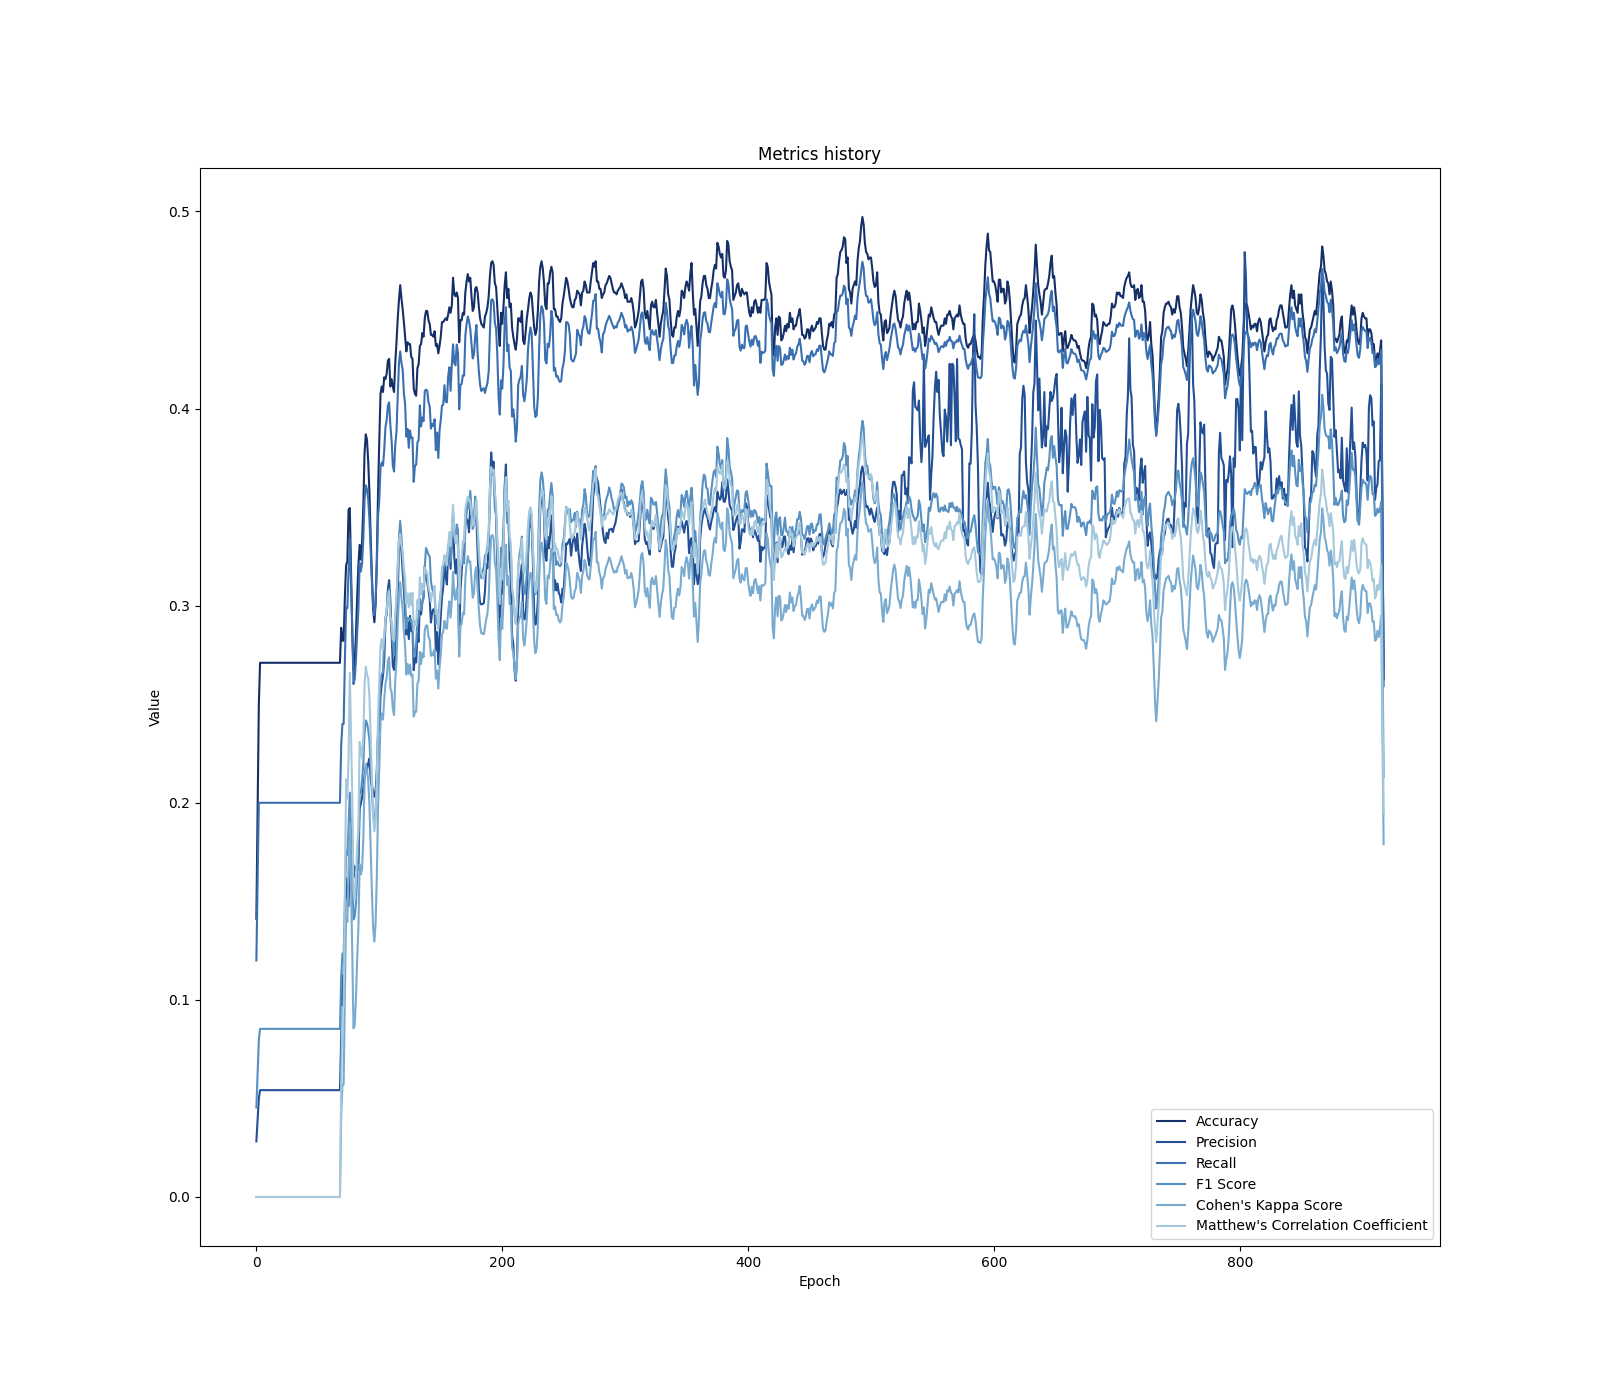 Metrics history
0.5
0.4
0.3
0.2
0.1
0.0
Value
0 200 400 600 800
Epoch
Accuracy
Precision
Recall
F1 Score
Cohen's Kappa Score
Matthew's Correlation Coefficient